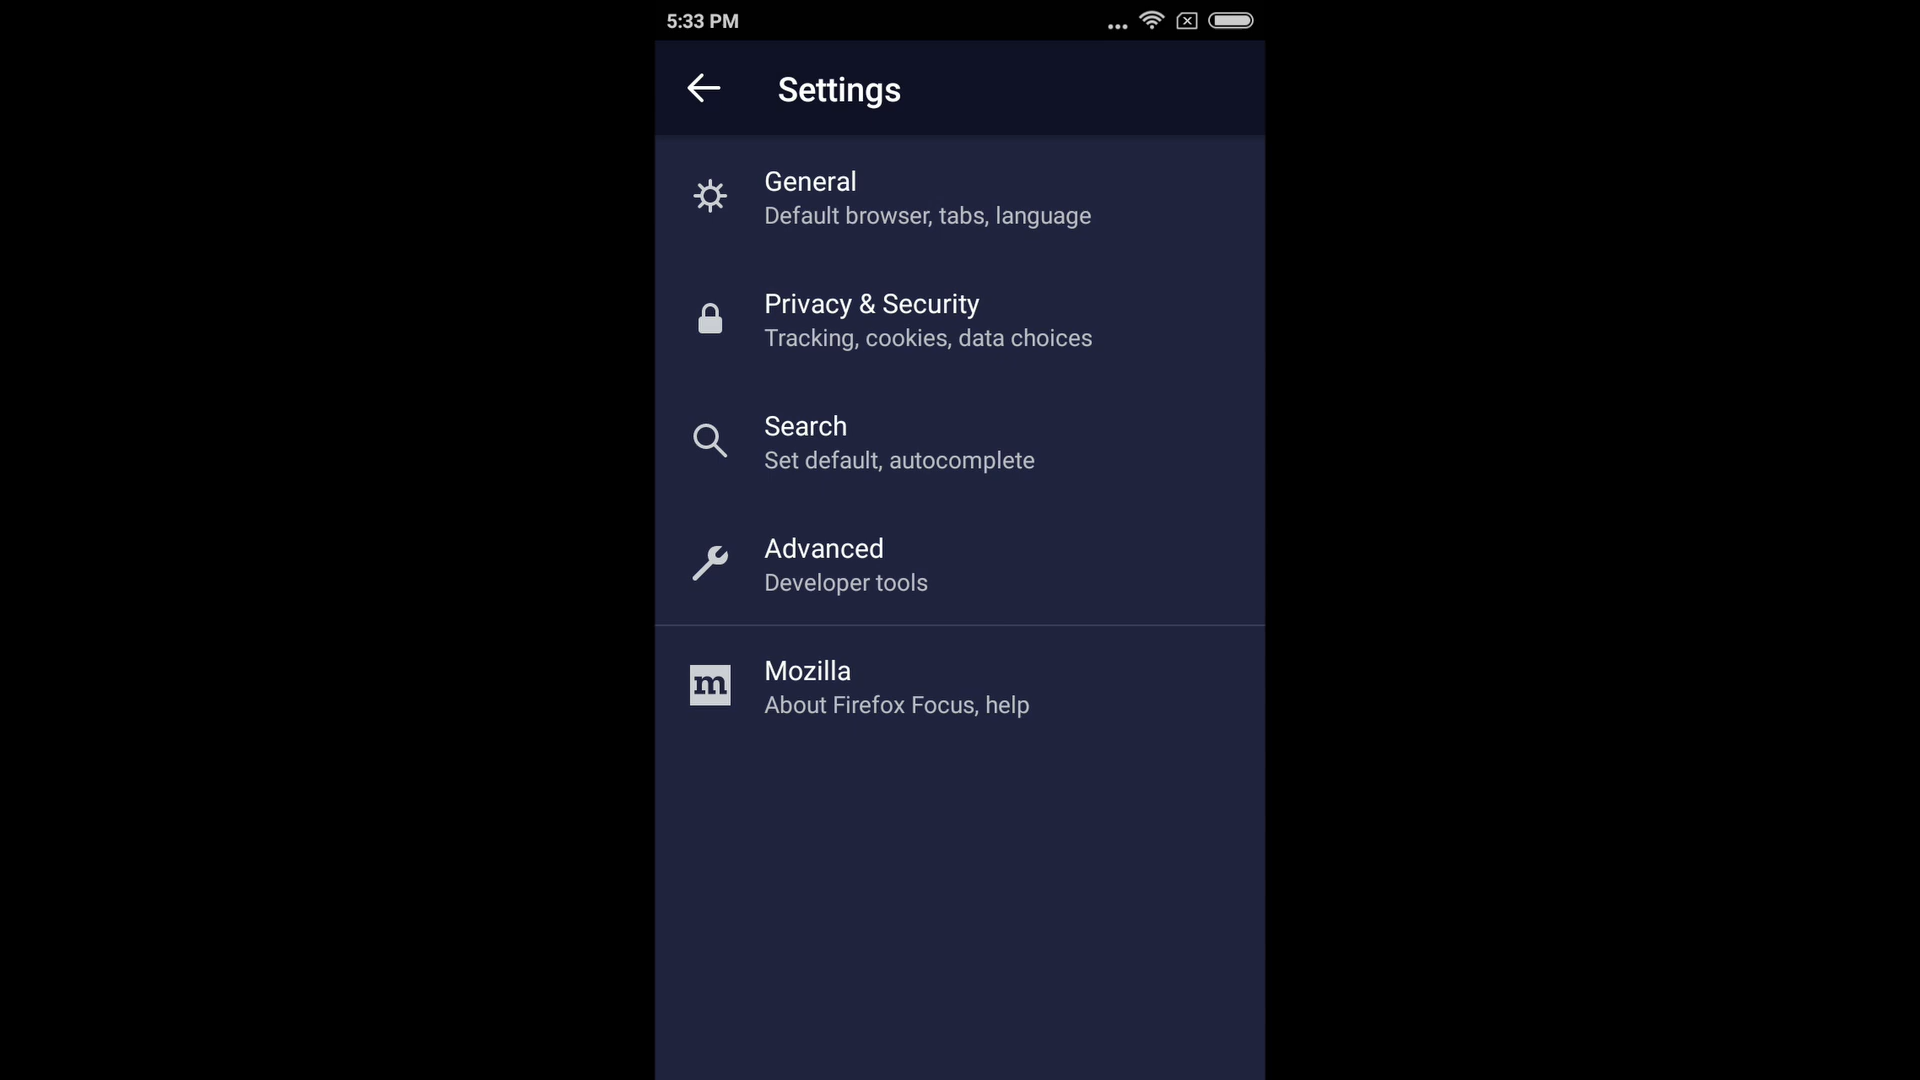 5:33 PM
Settings
General
Default browser, tabs, language
Privacy & Security
Tracking, cookies, data choices
Search
Set default, autocomplete
Advanced
Developer tools
m
Mozilla
About Firefox Focus, help